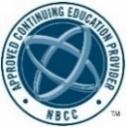 APPROVED CONTINUING EDUCATION PROVIDER
NBCC
TM